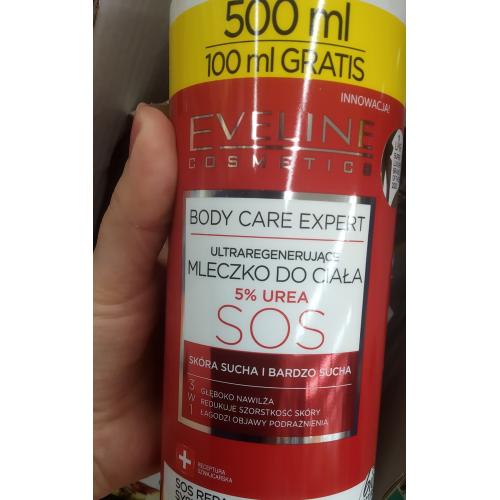 500 ml
100 ml GRATIS
INNOWACJA!
EVELINE
COSMETICS
BODY CARE EXPERT
ULTRAREGENERUJĄCE
MLECZKO DO CIAŁA
5% UREA
SOS
SKÓRA SUCHA I BARDZO SUCHA
3 W 1
GŁĘBOKO NAWILŻA
REDUKUJE SZORSTKOŚĆ SKÓRY
ŁAGODZI OBJAWY PODRAŻNIENIA
RECEPTURA
SZWAJCARSKA
SOS